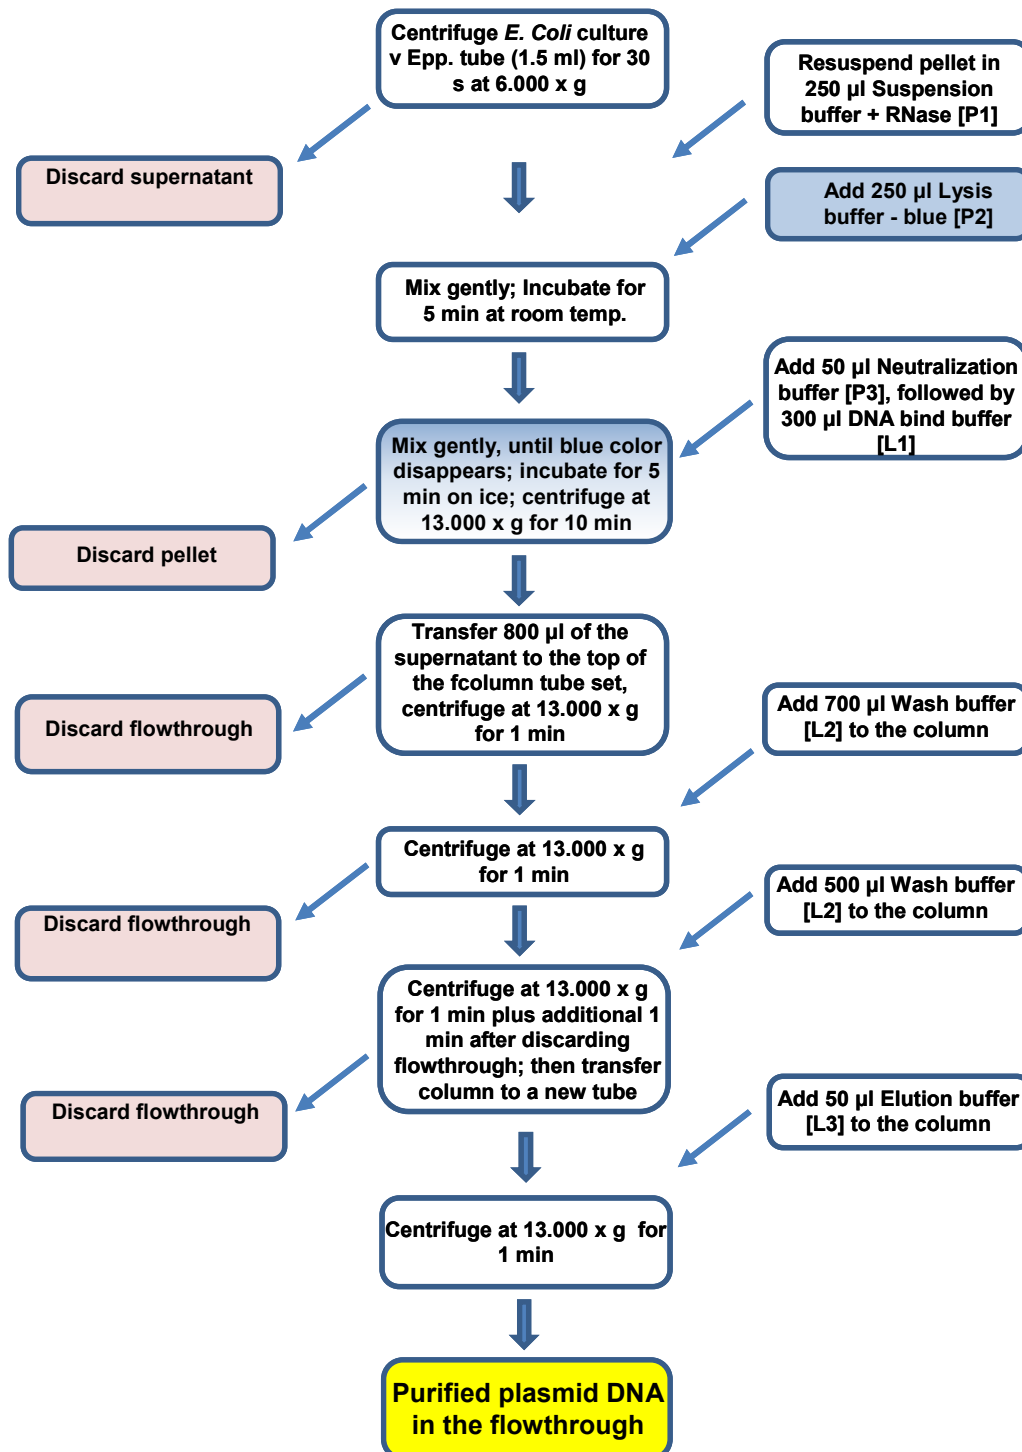 Centrifuge E. Coli culture
v Epp. tube (1.5 ml) for 30
s at 6.000 x g
Resuspend pellet in
250 µl Suspension
buffer + RNase [P1]
Discard supernatant
Add 250 µl Lysis
buffer - blue [P2]
Mix gently; Incubate for
5 min at room temp.
Add 50 µl Neutralization
buffer [P3], followed by
300 µl DNA bind buffer
[L1]
Mix gently, until blue color
disappears; incubate for 5
min on ice; centrifuge at
13.000 x g for 10 min
Discard pellet
Transfer 800 µl of the
supernatant to the top of
the fcolumn tube set,
centrifuge at 13.000 x g
for 1 min
Discard flowthrough
Add 700 µl Wash buffer
[L2] to the column
Centrifuge at 13.000 x g
for 1 min
Discard flowthrough
Add 500 µl Wash buffer
[L2] to the column
Centrifuge at 13.000 x g
for 1 min plus additional 1
min after discarding
flowthrough; then transfer
column to a new tube
Discard flowthrough
Add 50 µl Elution buffer
[L3] to the column
Centrifuge at 13.000 x g for
1 min
Purified plasmid DNA
in the flowthrough